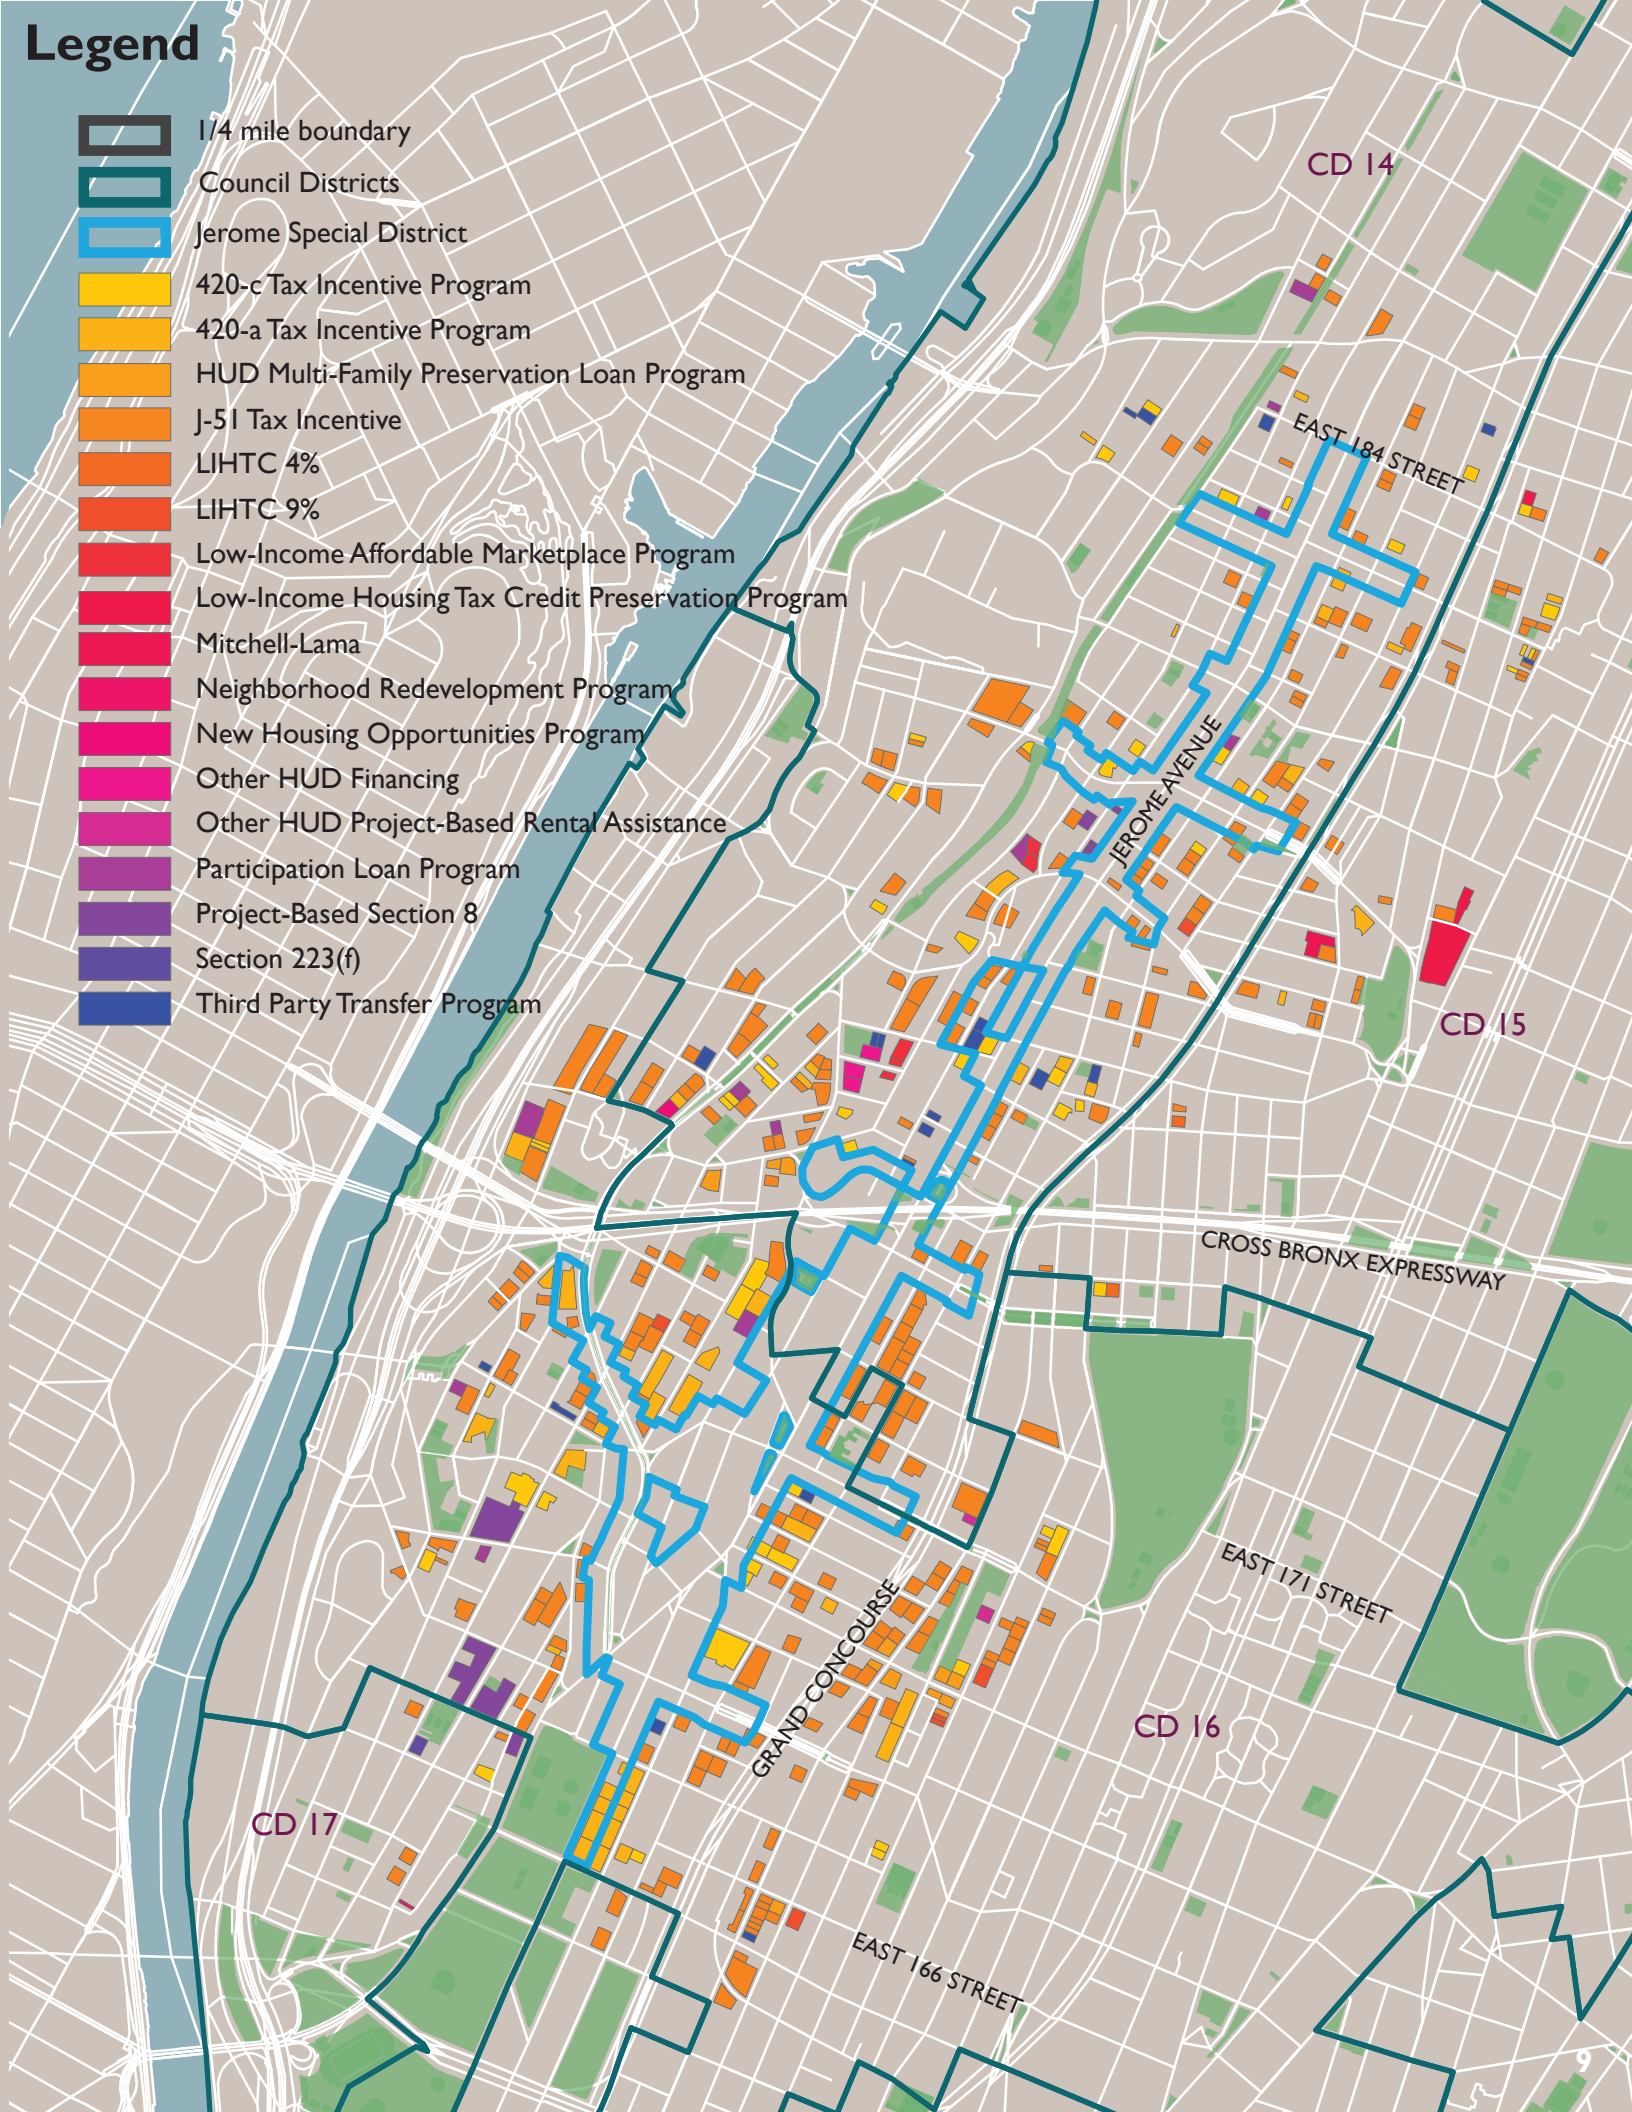 Legend
1/4 mile boundary
Council Districts
Jerome Special District
420-c Tax Incentive Program
420-a Tax Incentive Program
HUD Multi-Family Preservation Loan Program
J-51 Tax Incentive
LIHTC 4%
LIHTC 9%
Low-Income Affordable Marketplace Program
Low-Income Housing Tax Credit Preservation Program
Mitchell-Lama
Neighborhood Redevelopment Program
New Housing Opportunities Program
Other HUD Financing
Other HUD Project-Based Rental Assistance
Participation Loan Program
Project-Based Section 8
Section 223(f)
Third Party Transfer Program
CD 14
EAST 184 STREET
JEROME AVENUE
CD 15
CROSS BRONX EXPRESSWAY
EAST 171 STREET
GRAND CONCOURSE
CD 16
CD 17
EAST 166 STREET
9